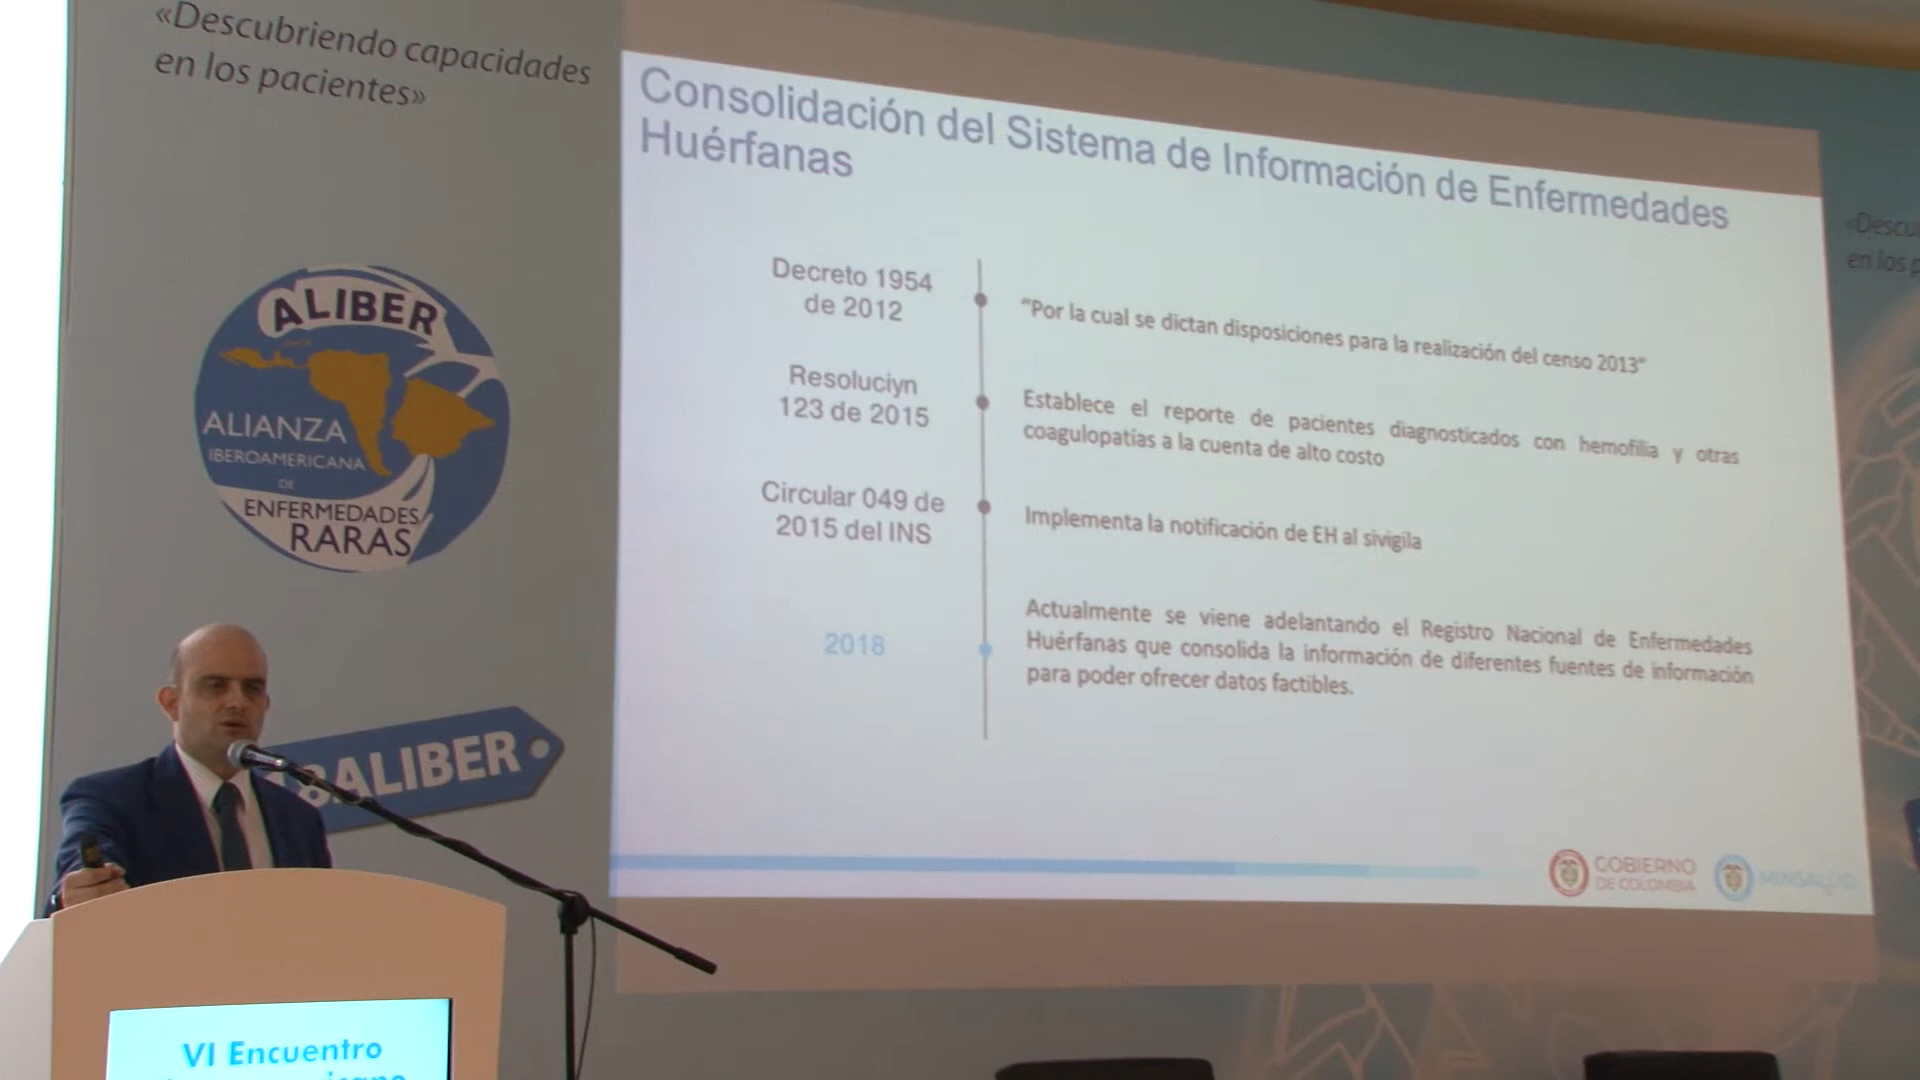 «Descubriendo capacidades
en los pacientes»
ALIBER
ALIANZA
IBEROAMERICANA
DE
ENFERMEDADES
RARAS
8ALIBER
VI Encuentro
Consolidación del Sistema de Información de Enfermedades
Huérfanas
Decreto 1954
de 2012
"Por la cual se dictan disposiciones para la realización del censo 2013"
Resoluciyn
123 de 2015
Establece el reporte de pacientes diagnosticados con hemofilia y otras
coagulopatías a la cuenta de alto costo
Circular 049 de
2015 del INS
Implementa la notificación de EH al sivigila
2018
Actualmente se viene adelantando el Registro Nacional de Enfermedades
Huérfanas que consolida la información de diferentes fuentes de información
para poder ofrecer datos factibles.
GOBIERNO
DE COLOMBIA
MINSALUD
«Descu
en los p